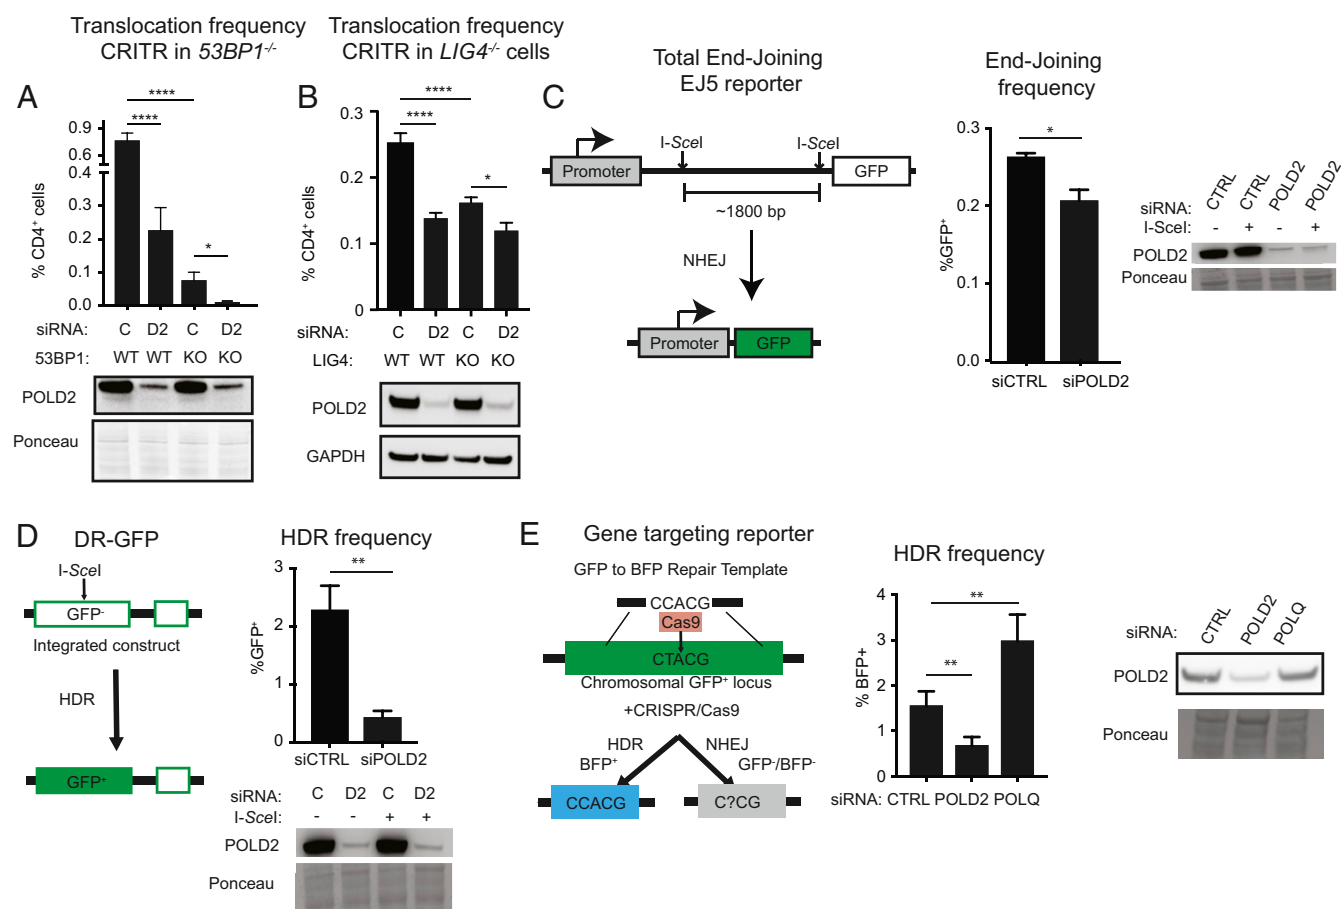 Translocation frequency
CRITR in 53BP1-/-
Translocation frequency
CRITR in LIG4-/- cells
A
****
****
*
0.9
0.6
0.4
0.3
0.2
0.1
0.0
% CD4+ cells
siRNA: C D2 C D2
53BP1: WT WT KO KO
POLD2
Ponceau
B
****
****
*
0.3
0.2
0.1
0
% CD4+ cells
siRNA: C D2 C D2
LIG4: WT WT KO KO
POLD2
GAPDH
C
Total End-Joining
EJ5 reporter
I-SceI I-SceI
Promoter GFP
~1800 bp
NHEJ
Promoter GFP
End-Joining
frequency
*
0.3
0.2
0.1
0.0
%GFP+
siCTRL siPOLD2
siRNA: CTRL CTRL POLD2 POLD2
I-SceI: - + - +
POLD2
Ponceau
D
DR-GFP
I-SceI
GFP-
Integrated construct
HDR
GFP+
HDR frequency
**
3
2
1
0
%GFP+
siCTRL siPOLD2
siRNA: C D2 C D2
I-SceI: - - + +
POLD2
Ponceau
E
Gene targeting reporter
GFP to BFP Repair Template
CCACG
Cas9
CTACG
Chromosomal GFP+ locus
+CRISPR/Cas9
HDR NHEJ
BFP+ GFP-/BFP-
CCACG C?CG
HDR frequency
**
**
4
3
2
1
0
% BFP+
siRNA: CTRL POLD2 POLQ
siRNA: CTRL POLD2 POLQ
POLD2
Ponceau